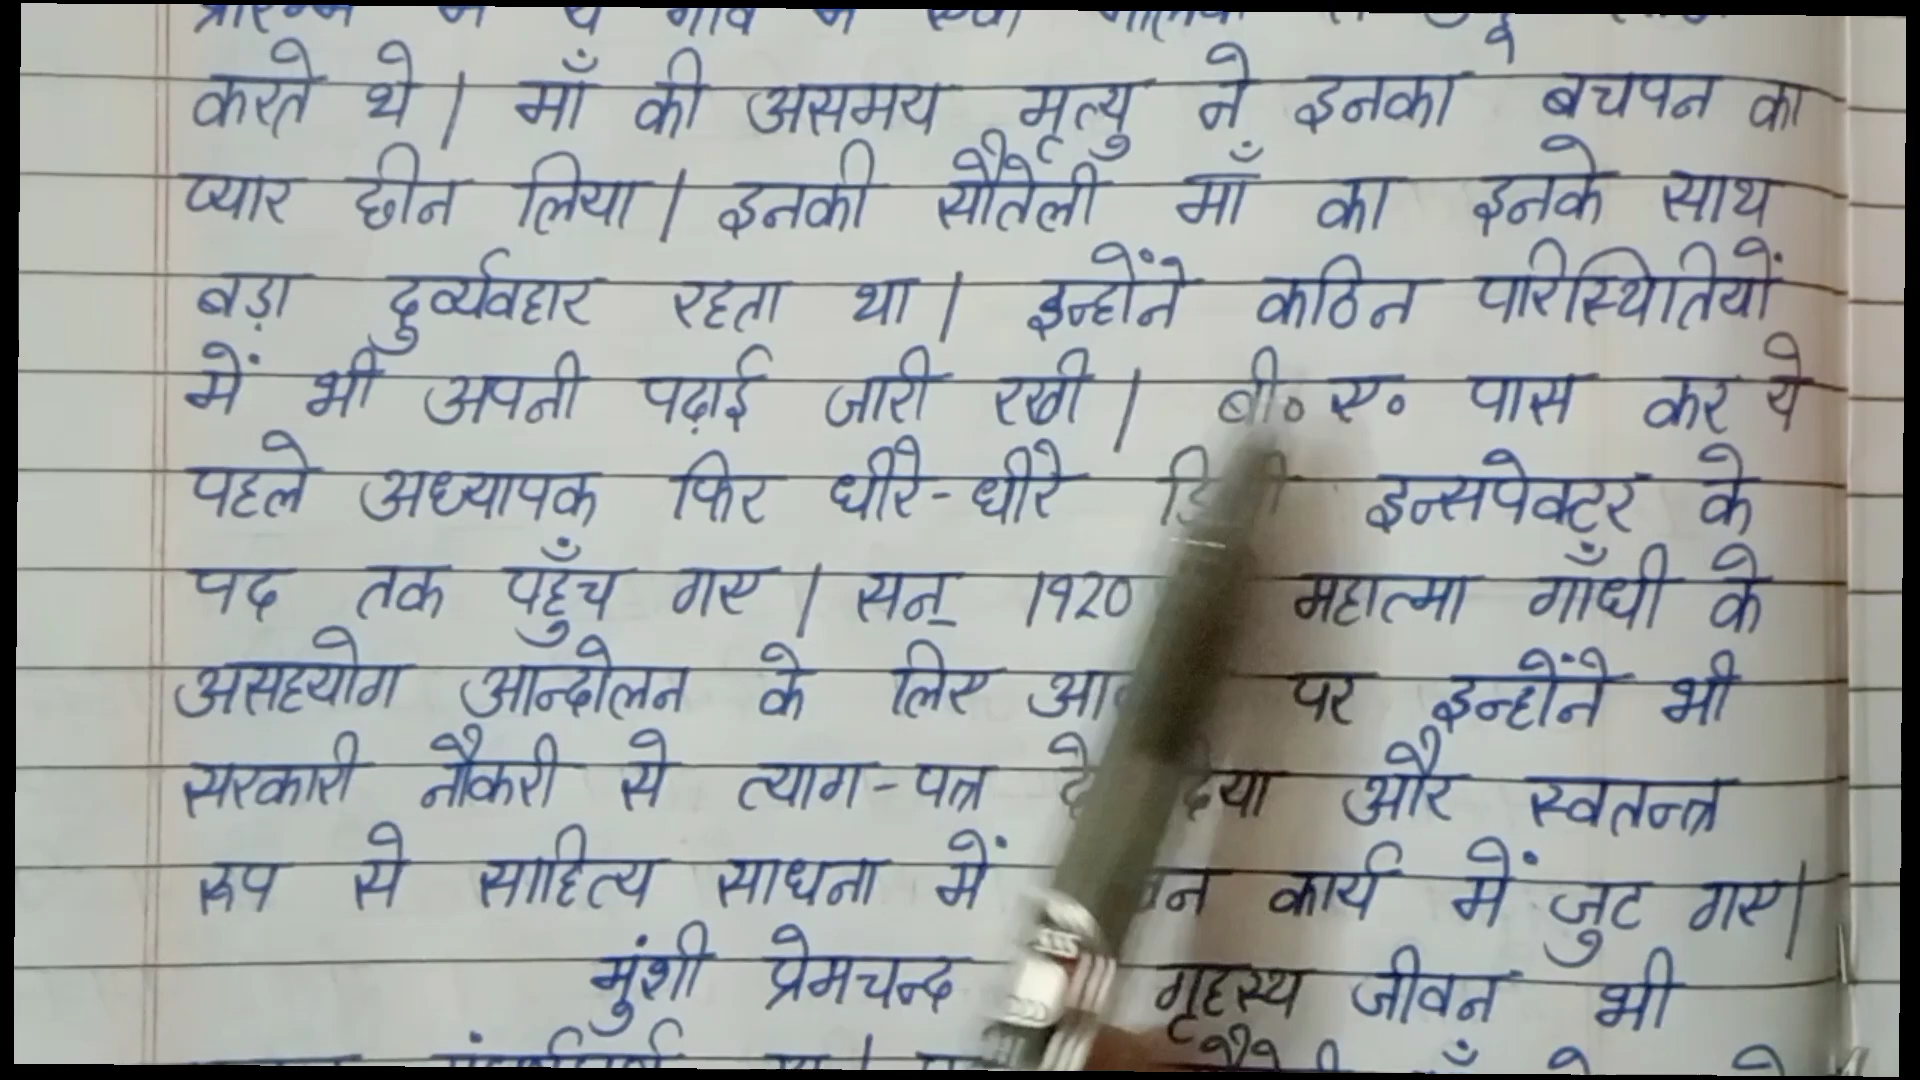 करते थे। माँ की असमय मृत्यु ने इनका बचपन का
प्यार छीन लिया। इनकी सौतेली माँ का इनके साथ
बड़ा दुर्व्यवहार रहता था। इन्होंने कठिन परिस्थितियों
में भी अपनी पढ़ाई जारी रखी। बी० ए० पास कर ये
पहले अध्यापक फिर धीरे-धीरे इन्सपेक्टर के
पद तक पहुँच गए। सन् 1920 महात्मा गाँधी के
असहयोग आन्दोलन के लिए पर इन्होंने भी
सरकारी नौकरी से त्याग-पत्र और स्वतन्त्र
रूप से साहित्य साधना में कार्य में जुट गए।
मुंशी प्रेमचन्द गृहस्थ जीवन भी